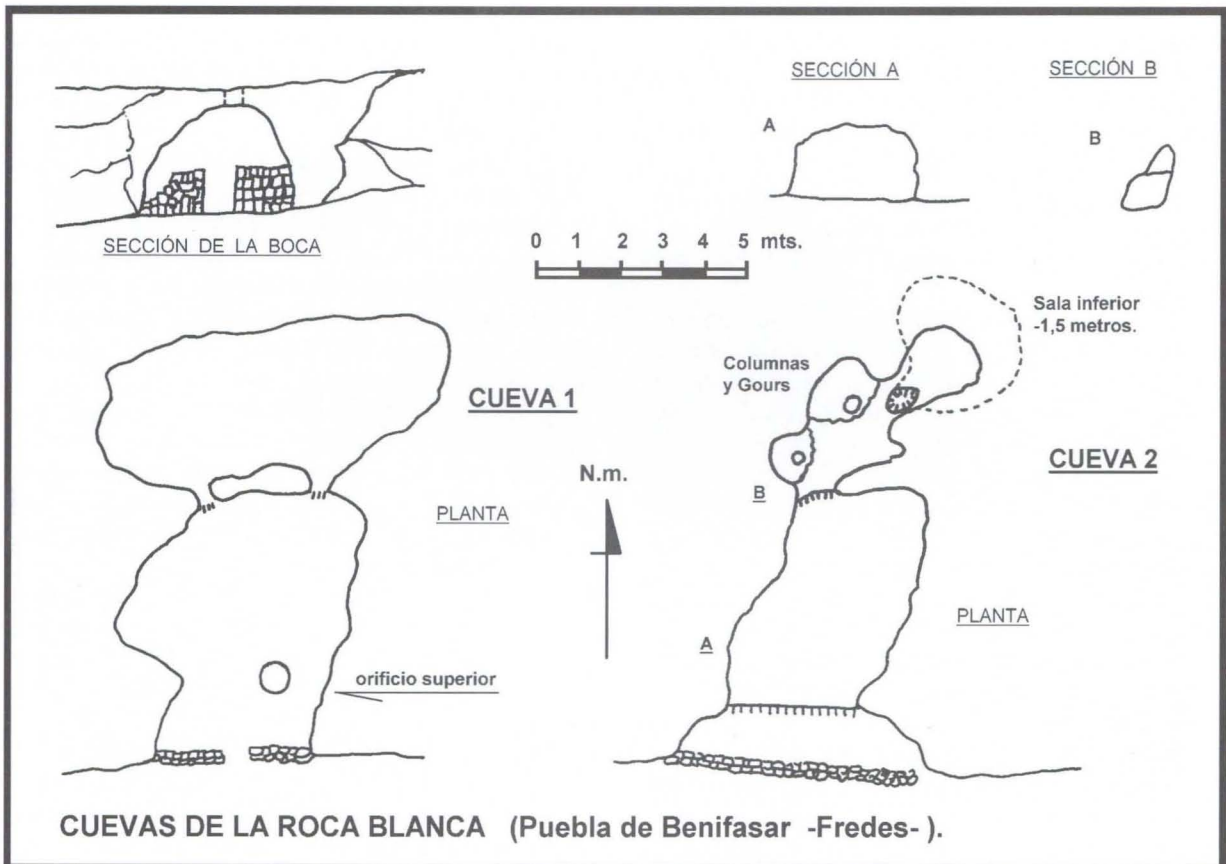 SECCIÓN A
SECCIÓN B
A
B
SECCIÓN DE LA BOCA
0 1 2 3 4 5 mts.
Sala inferior
-1,5 metros.
Columnas
y Gours
CUEVA 1
CUEVA 2
N.m.
B
PLANTA
PLANTA
A
orificio superior
CUEVAS DE LA ROCA BLANCA (Puebla de Benifasar -Fredes- ).